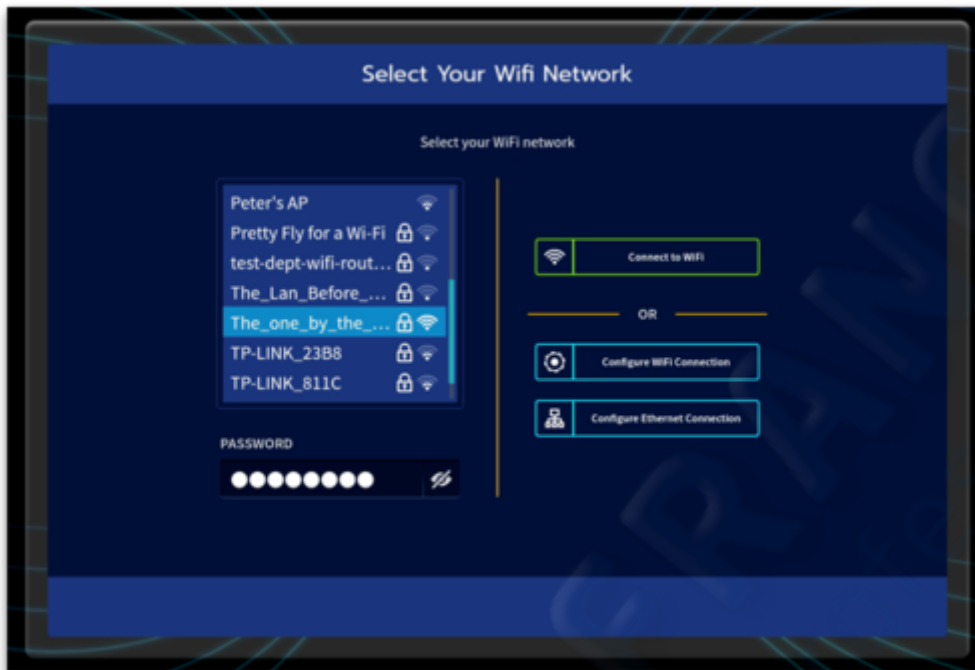 Select Your Wifi Network
Select your WiFi network
Peter's AP
Pretty Fly for a Wi-Fi
test-dept-wifi-rout...
The_Lan_Before_...
The_one_by_the_...
TP-LINK_23B8
TP-LINK_811C
PASSWORD
Connect to WiFi
OR
Configure WiFi Connection
Configure Ethernet Connection
FRANC